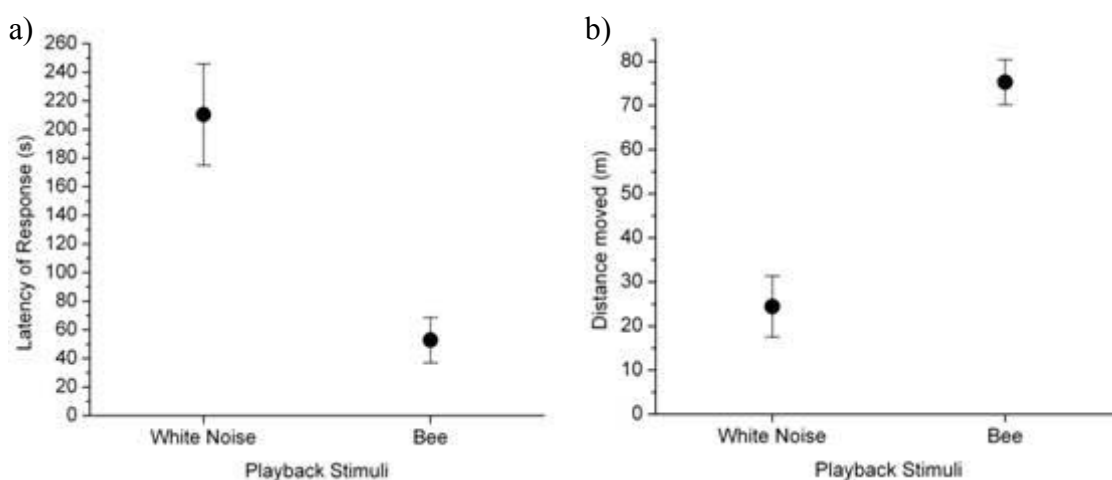 a)
260
240
220
200
180
160
140
120
100
80
60
40
20
0
Latency of Response (s)
White Noise
Bee
Playback Stimuli
b)
80
70
60
50
40
30
20
10
0
Distance moved (m)
White Noise
Bee
Playback Stimuli